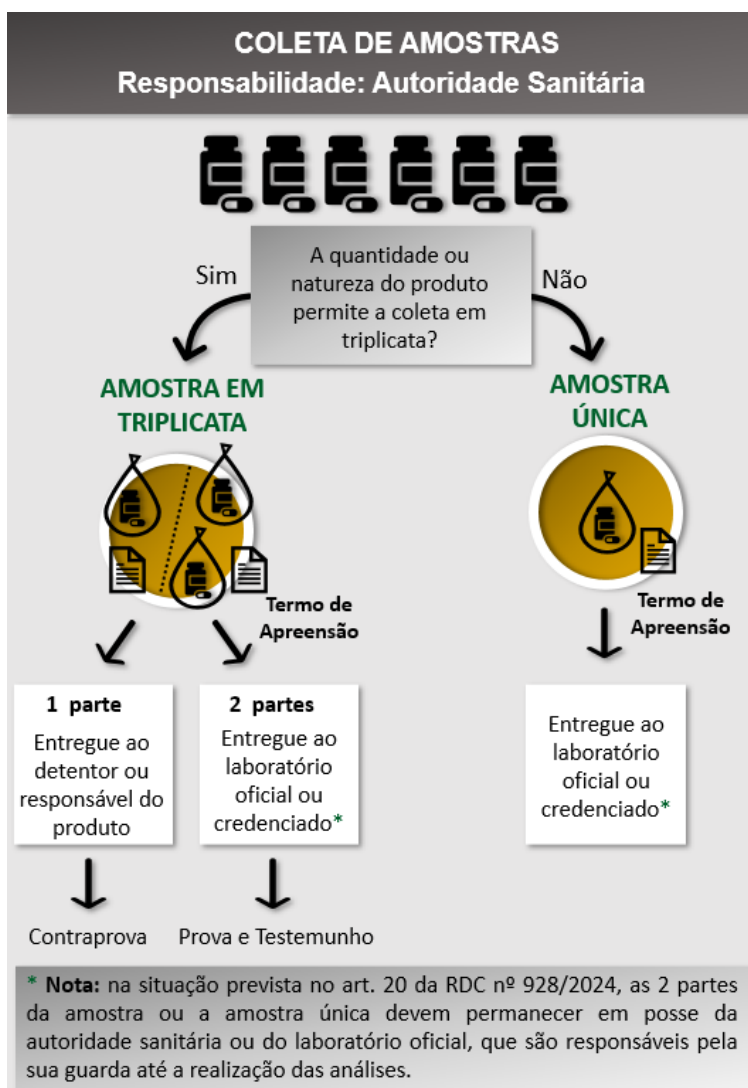 COLETA DE AMOSTRAS
Responsabilidade: Autoridade Sanitária
A quantidade ou
natureza do produto
permite a coleta em
triplicata?
Sim
Não
AMOSTRA EM
TRIPLICATA
AMOSTRA
ÚNICA
Termo de
Apreensão
Termo de
Apreensão
1 parte
Entregue ao
detentor ou
responsável do
produto
2 partes
Entregue ao
laboratório
oficial ou
credenciado*
Entregue ao
laboratório
oficial ou
credenciado*
Contraprova
Prova e Testemunho
* Nota: na situação prevista no art. 20 da RDC nº 928/2024, as 2 partes
da amostra ou a amostra única devem permanecer em posse da
autoridade sanitária ou do laboratório oficial, que são responsáveis pela
sua guarda até a realização das análises.